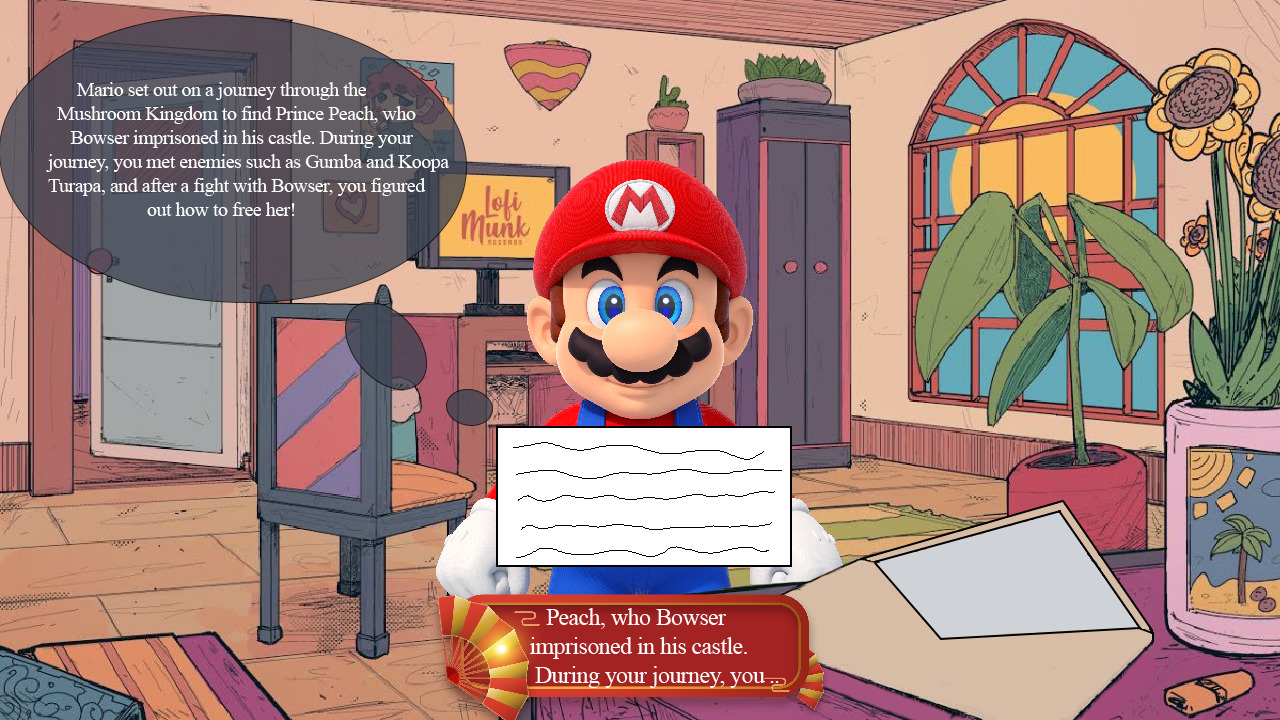 Mario set out on a journey through the
Mushroom Kingdom to find Prince Peach, who
Bowser imprisoned in his castle. During your
journey, you met enemies such as Gumba and Koopa
Turapa, and after a fight with Bowser, you figured
out how to free her!
Lofi
Munk
RECORDS
M
Peach, who Bowser
imprisoned in his castle.
During your journey, you...